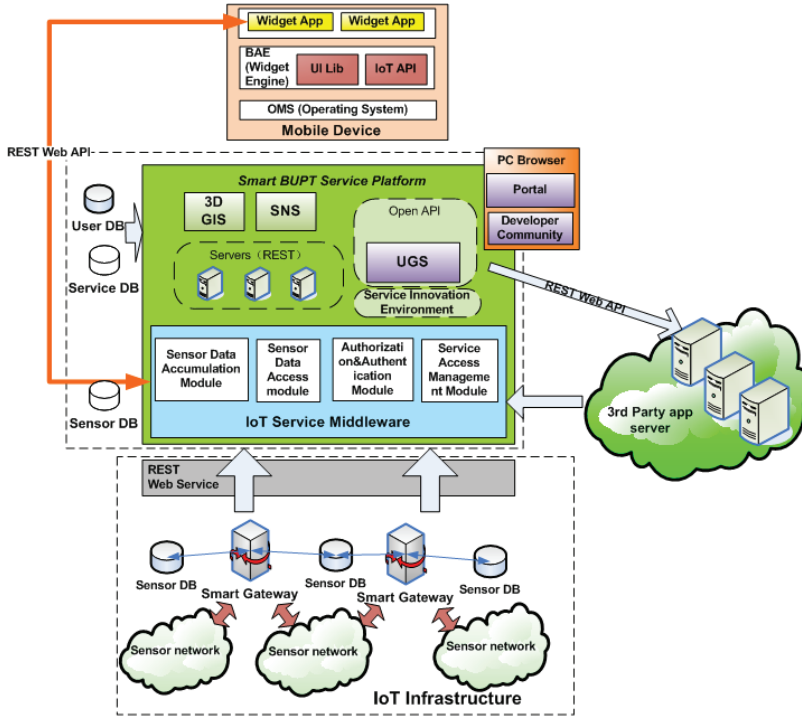 Widget App
Widget App
BAE
(Widget
Engine)
UI Lib
IoT API
OMS (Operating System)
Mobile Device
REST Web API
PC Browser
Portal
Developer
Community
Smart BUPT Service Platform
3D
GIS
SNS
Open API
UGS
User DB
Servers（REST）
Service DB
Service Innovation
Environment
REST Web API
Sensor Data
Accumulation
Module
Sensor
Data
Access
module
Authorizati
on&Authent
ication
Module
Service
Access
Manageme
nt Module
Sensor DB
IoT Service Middleware
3rd Party app
server
REST
Web Service
Sensor DB
Smart Gateway
Sensor DB
Smart Gateway
Sensor DB
Sensor network
Sensor network
Sensor network
IoT Infrastructure